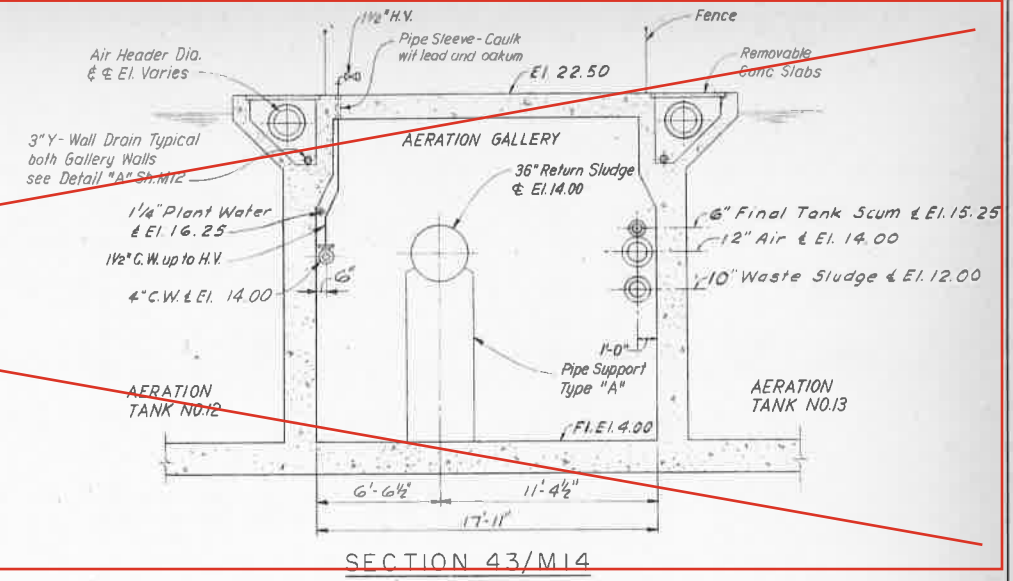 1½" H.V.
Fence
Air Header Dia.
& ℄ El. Varies
Pipe Sleeve-Caulk
wit lead and oakum
El. 22.50
Removable
Conc Slabs
3" Y-Wall Drain Typical
both Gallery Walls
see Detail "A" Sh.M12
AERATION GALLERY
36" Return Sludge
℄ El. 14.00
1¼" Plant Water
℄ El. 16.25
1½" C.W. up to H.V.
4" C.W. ℄ El. 14.00
6"
6" Final Tank Scum ℄ El. 15.25
12" Air ℄ El. 14.00
10" Waste Sludge ℄ El. 12.00
1'-0"
Pipe Support
Type "A"
AERATION
TANK NO.12
AERATION
TANK NO.13
Fl. El. 4.00
6'-6½"
11'-4½"
17'-11"
SECTION 43/M14